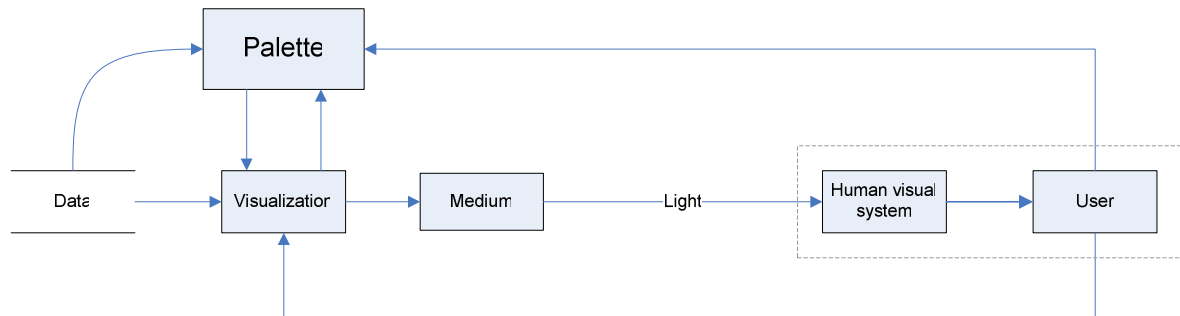 Palette
Data
Visualization
Medium
Light
Human visual
system
User